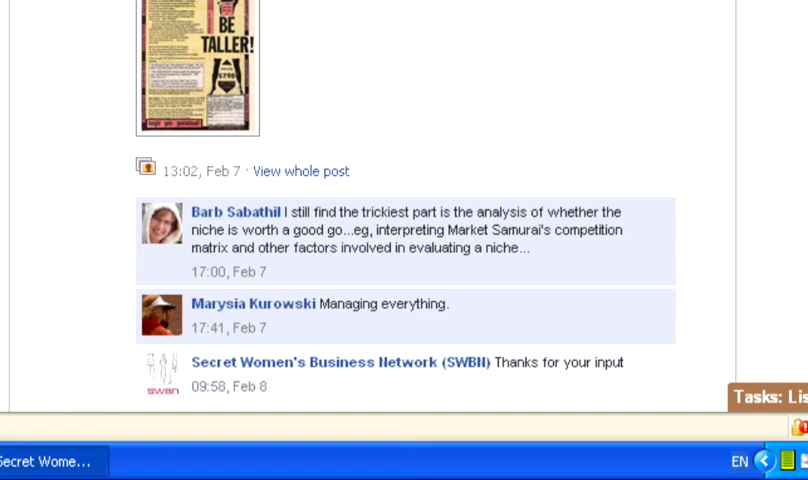 BE
TALLER!
13:02, Feb 7 · View whole post
Barb Sabathil I still find the trickiest part is the analysis of whether the
niche is worth a good go...eg, interpreting Market Samurai's competition
matrix and other factors involved in evaluating a niche...
17:00, Feb 7
Marysia Kurowski Managing everything.
17:41, Feb 7
Secret Women's Business Network (SWBN) Thanks for your input
swan
09:58, Feb 8
Tasks: Lis
Secret Wome...
EN